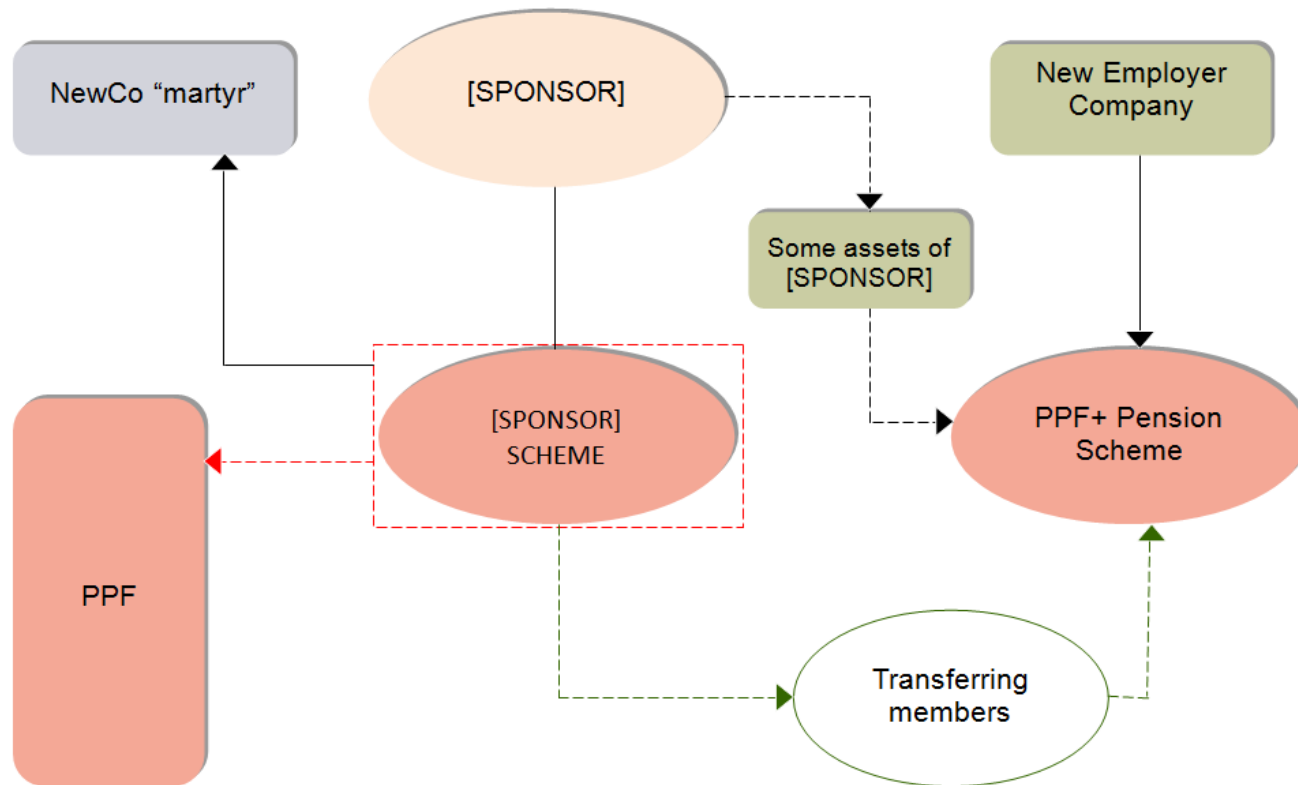 NewCo “martyr”
[SPONSOR]
New Employer
Company
Some assets of
[SPONSOR]
[SPONSOR]
SCHEME
PPF+ Pension
Scheme
PPF
Transferring
members